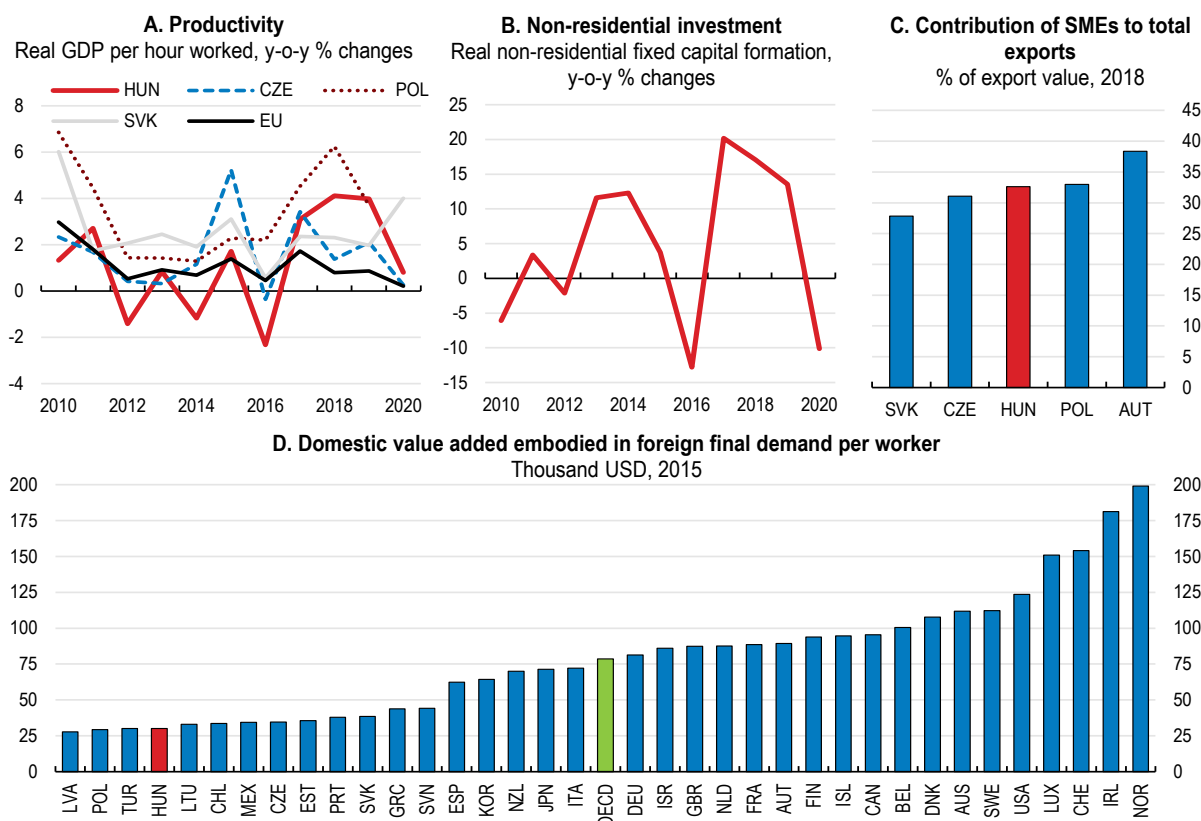 A. Productivity
Real GDP per hour worked, y-o-y % changes
HUN CZE POL
SVK EU
8
6
4
2
0
-2
-4
2010 2012 2014 2016 2018 2020
B. Non-residential investment
Real non-residential fixed capital formation,
y-o-y % changes
25
20
15
10
5
0
-5
-10
-15
2010 2012 2014 2016 2018 2020
C. Contribution of SMEs to total
exports
% of export value, 2018
45
40
35
30
25
20
15
10
5
0
SVK CZE HUN POL AUT
D. Domestic value added embodied in foreign final demand per worker
Thousand USD, 2015
200 200
175 175
150 150
125 125
100 100
75 75
50 50
25 25
0 0
LVA POL TUR HUN LTU CHL MEX CZE EST PRT SVK GRC SVN ESP KOR NZL JPN ITA OECD DEU ISR GBR NLD FRA AUT FIN ISL CAN BEL DNK AUS SWE USA LUX CHE IRL NOR